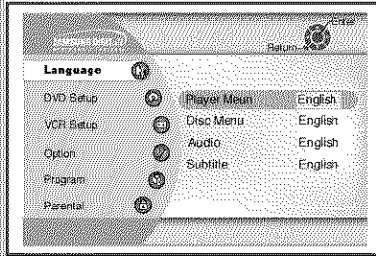 Enter
Return
Language
DVD Setup
VCR Setup
Option
Program
Parental
Player Meun English
Disc Menu English
Audio English
Subtitle English